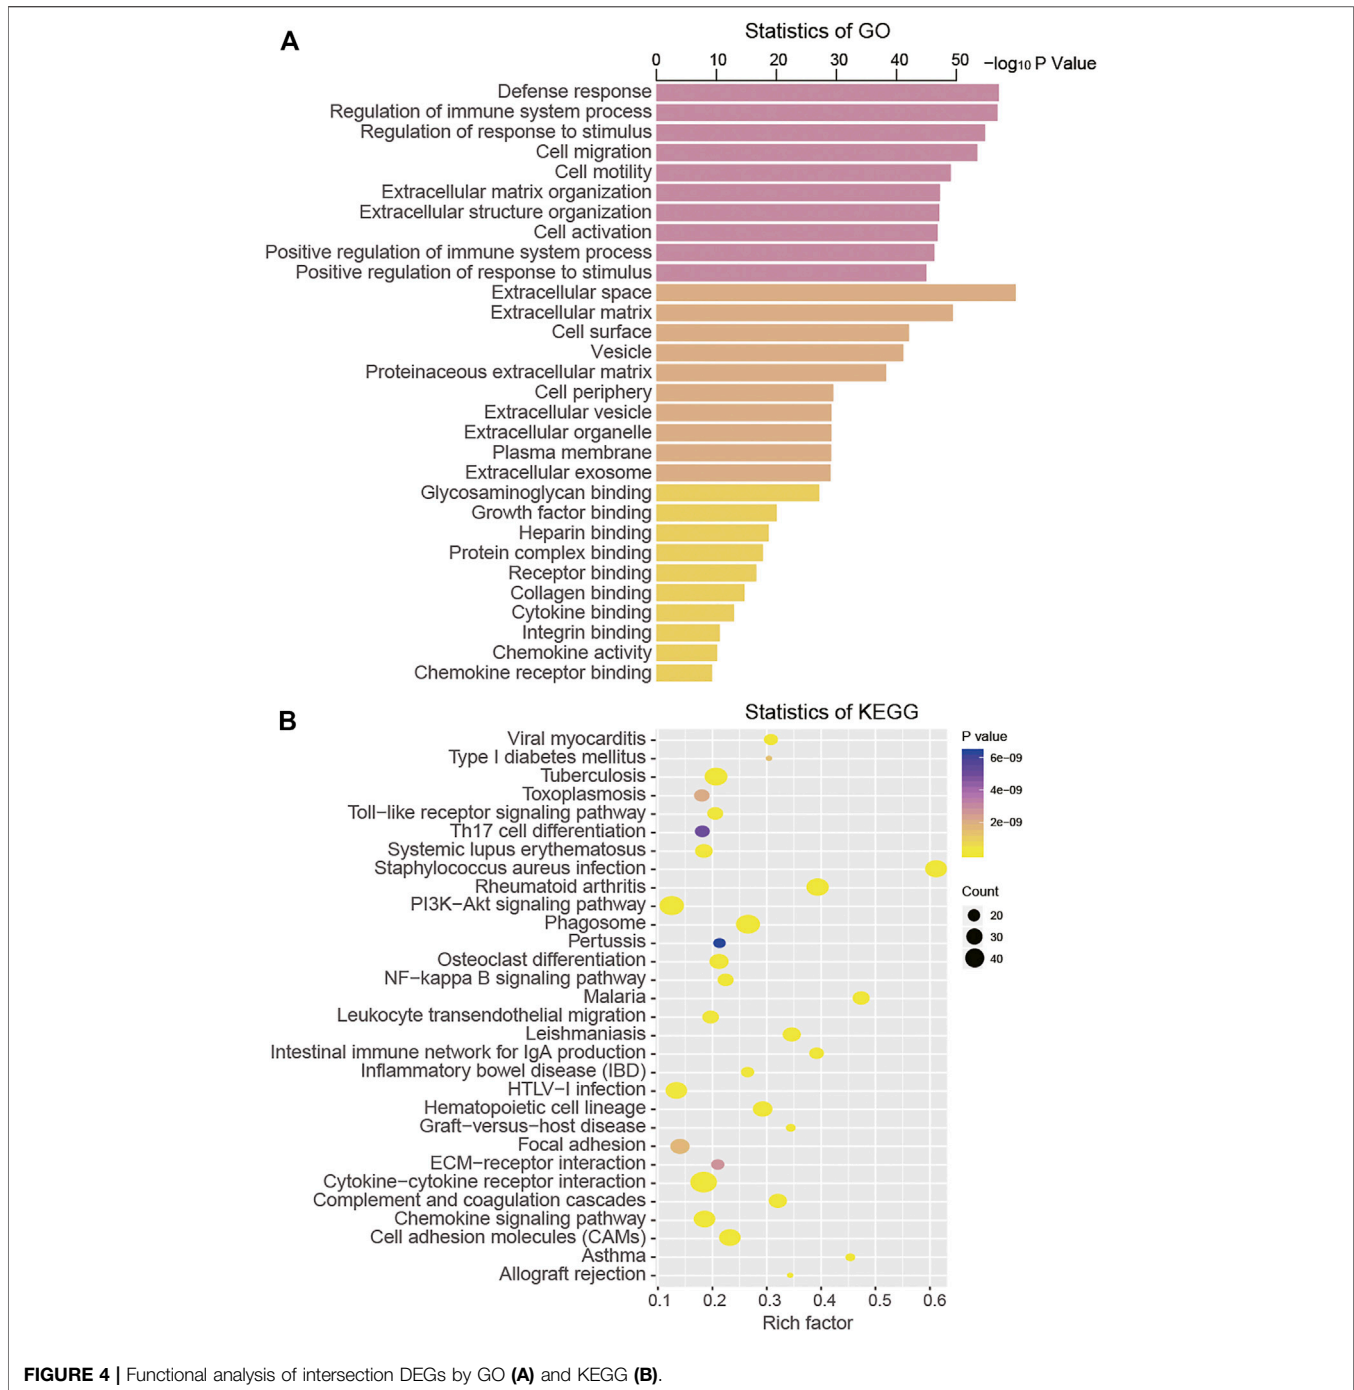 A
Statistics of GO
0 10 20 30 40 50 −log10 P Value
Defense response
Regulation of immune system process
Regulation of response to stimulus
Cell migration
Cell motility
Extracellular matrix organization
Extracellular structure organization
Cell activation
Positive regulation of immune system process
Positive regulation of response to stimulus
Extracellular space
Extracellular matrix
Cell surface
Vesicle
Proteinaceous extracellular matrix
Cell periphery
Extracellular vesicle
Extracellular organelle
Plasma membrane
Extracellular exosome
Glycosaminoglycan binding
Growth factor binding
Heparin binding
Protein complex binding
Receptor binding
Collagen binding
Cytokine binding
Integrin binding
Chemokine activity
Chemokine receptor binding
B
Statistics of KEGG
Viral myocarditis
Type I diabetes mellitus
Tuberculosis
Toxoplasmosis
Toll−like receptor signaling pathway
Th17 cell differentiation
Systemic lupus erythematosus
Staphylococcus aureus infection
Rheumatoid arthritis
PI3K−Akt signaling pathway
Phagosome
Pertussis
Osteoclast differentiation
NF−kappa B signaling pathway
Malaria
Leukocyte transendothelial migration
Leishmaniasis
Intestinal immune network for IgA production
Inflammatory bowel disease (IBD)
HTLV−I infection
Hematopoietic cell lineage
Graft−versus−host disease
Focal adhesion
ECM−receptor interaction
Cytokine−cytokine receptor interaction
Complement and coagulation cascades
Chemokine signaling pathway
Cell adhesion molecules (CAMs)
Asthma
Allograft rejection
0.1 0.2 0.3 0.4 0.5 0.6
Rich factor
P value
6e−09
4e−09
2e−09
Count
20
30
40
FIGURE 4 | Functional analysis of intersection DEGs by GO (A) and KEGG (B).